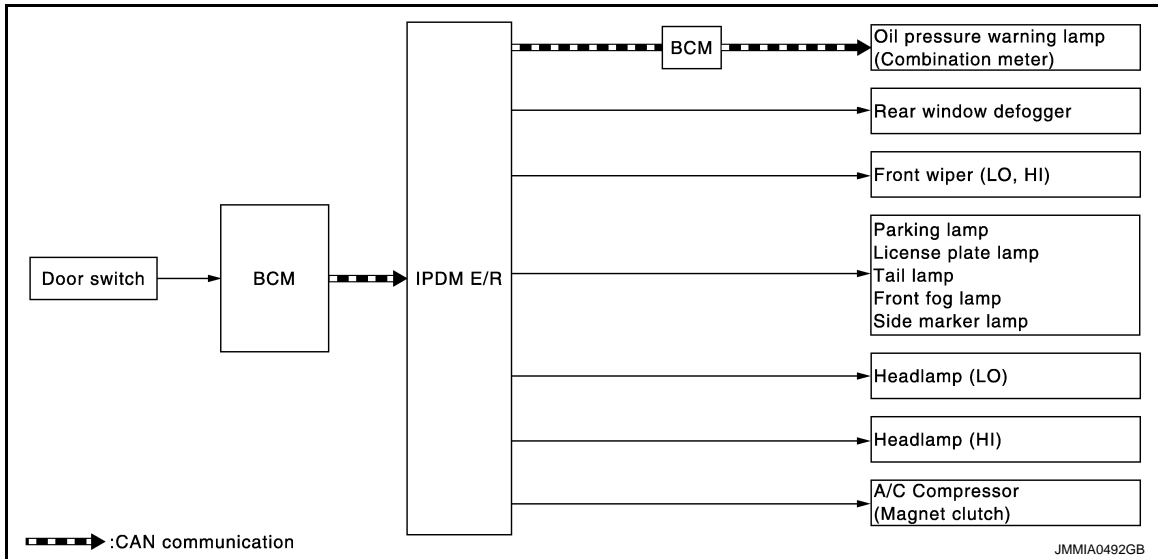 Door switch
BCM
IPDM E/R
BCM
Oil pressure warning lamp
(Combination meter)
Rear window defogger
Front wiper (LO, HI)
Parking lamp
License plate lamp
Tail lamp
Front fog lamp
Side marker lamp
Headlamp (LO)
Headlamp (HI)
A/C Compressor
(Magnet clutch)
:CAN communication
JMMIA0492GB